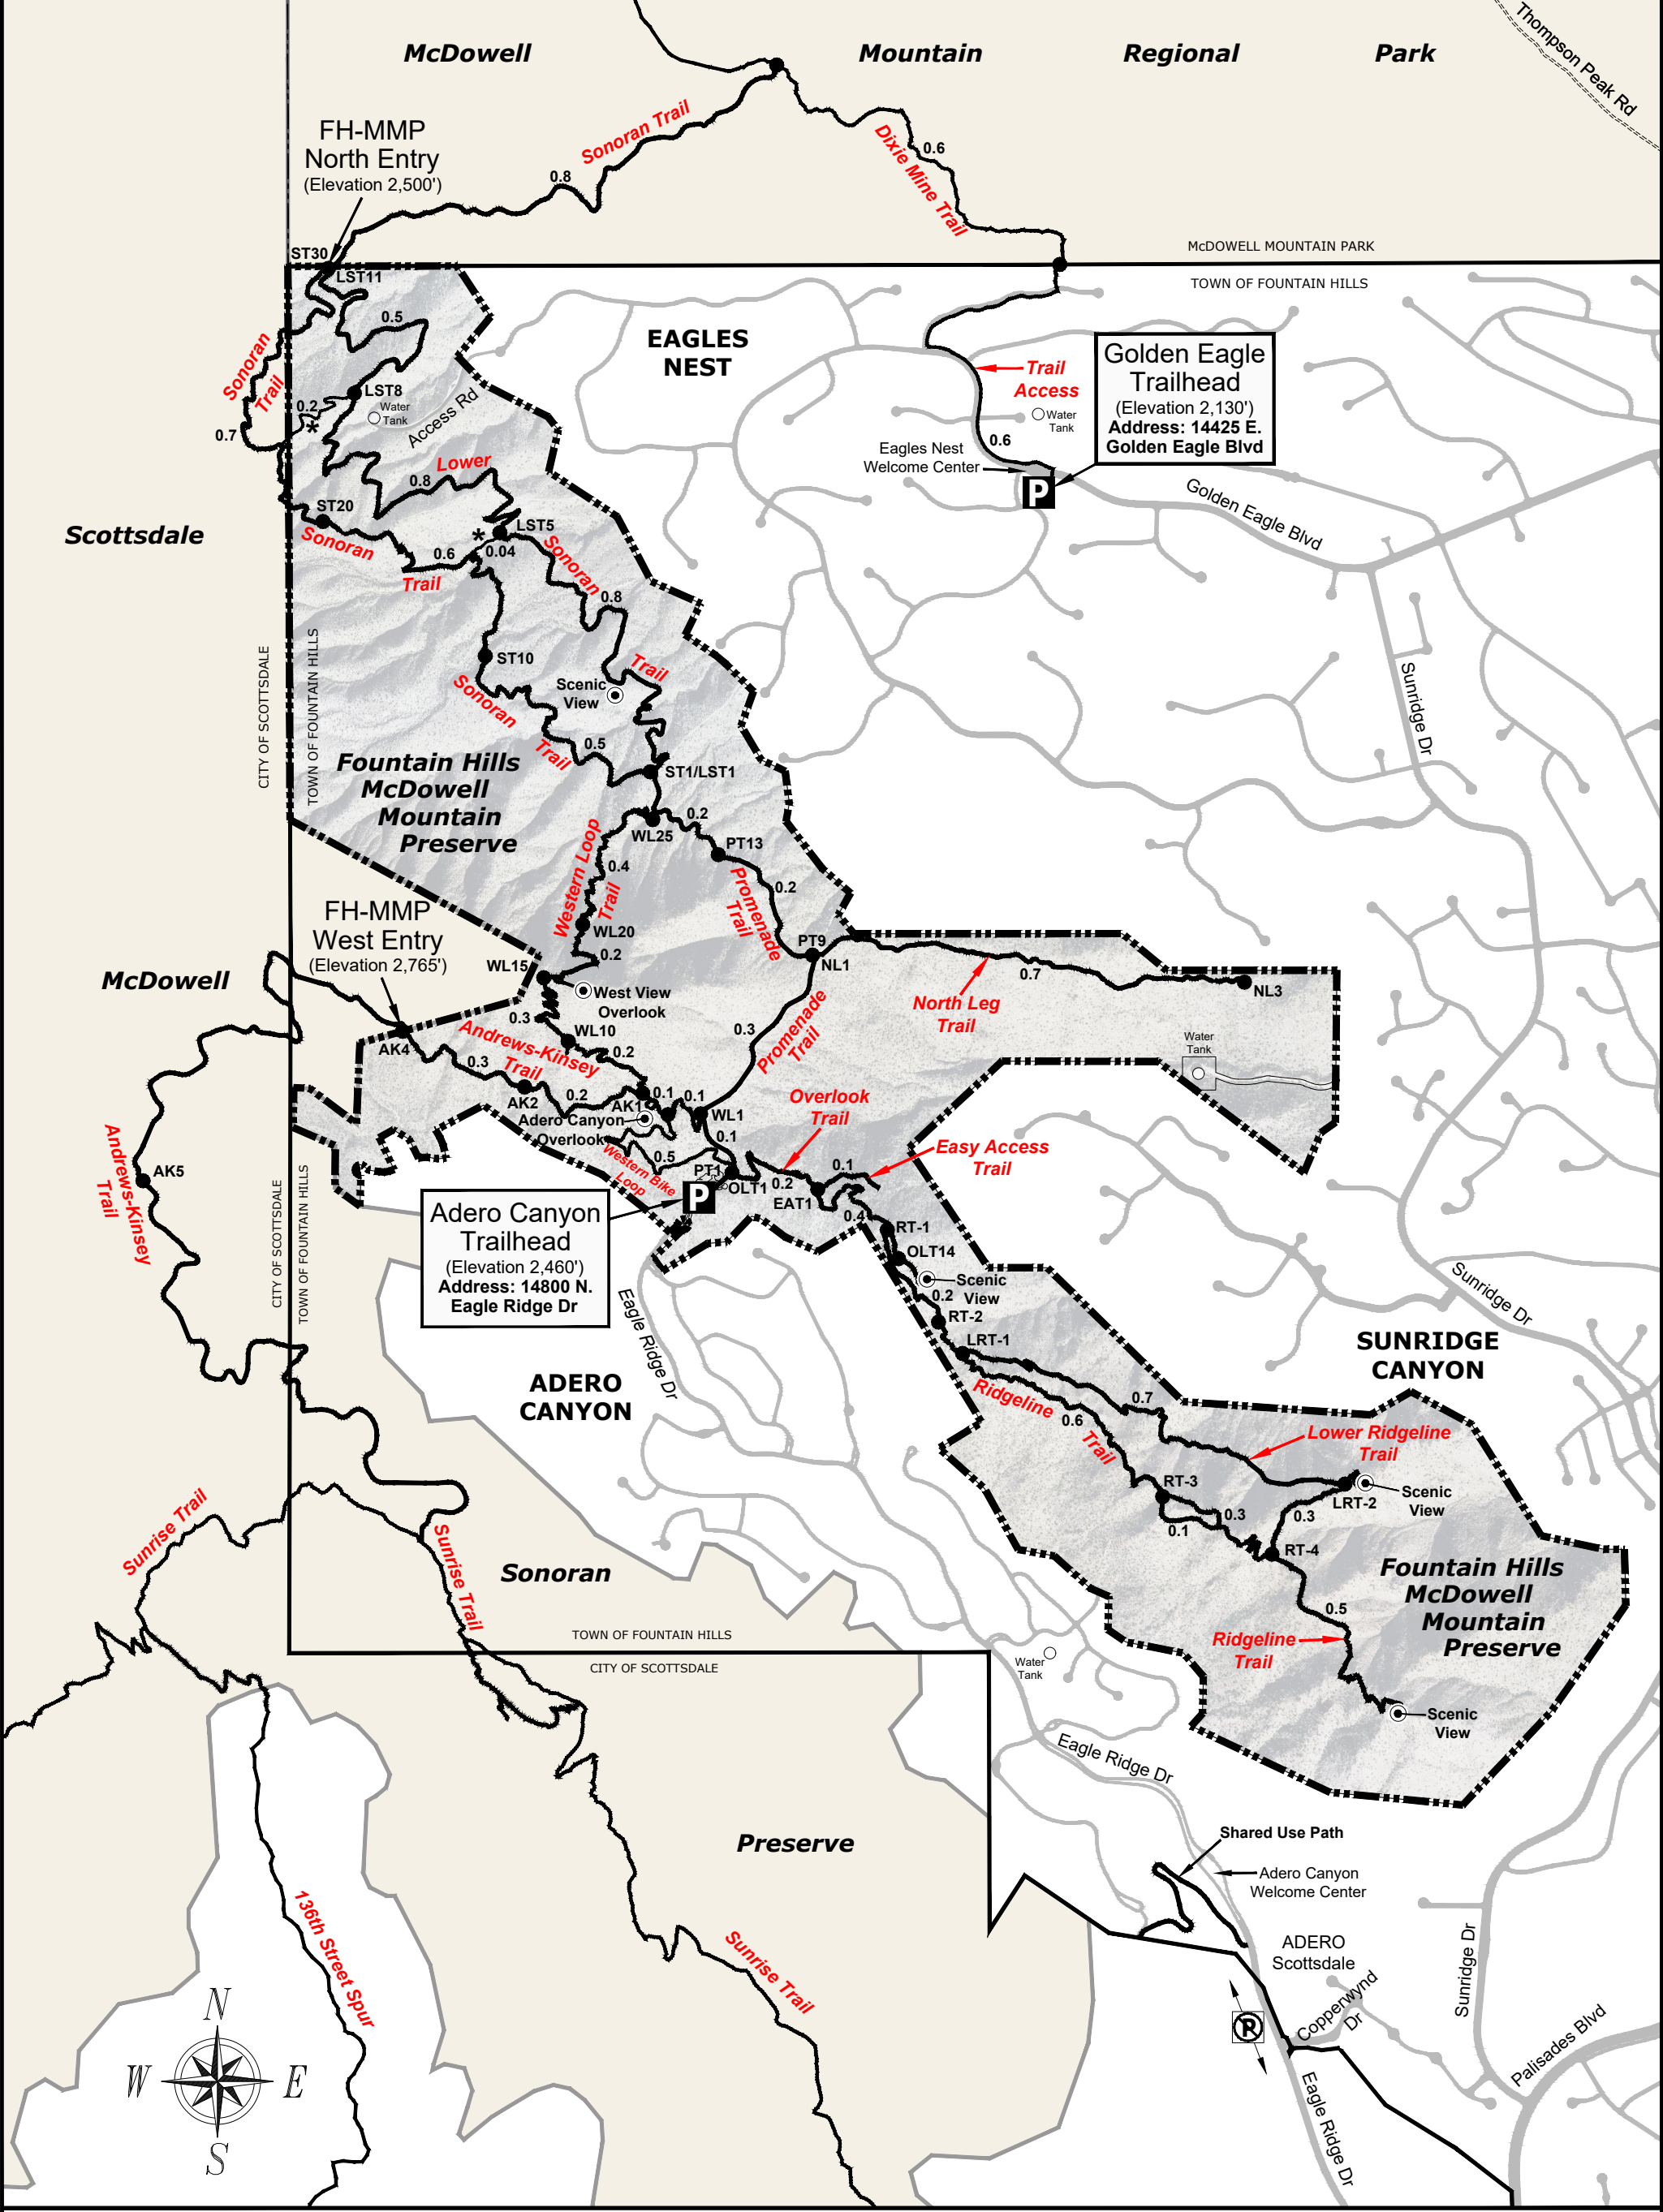 McDowell
Mountain
Regional
Park
Thompson Peak Rd
Sonoran Trail
0.8
Dixie Mine Trail
0.6
FH-MMP
North Entry
(Elevation 2,500')
ST30
LST11
McDOWELL MOUNTAIN PARK
TOWN OF FOUNTAIN HILLS
EAGLES
NEST
Golden Eagle
Trailhead
(Elevation 2,130')
Address: 14425 E.
Golden Eagle Blvd
Trail
Access
Water
Tank
0.6
Eagles Nest
Welcome Center
P
Golden Eagle Blvd
Sunridge Dr
0.5
Sonoran
Trail
LST8
Water
Tank
Access Rd
0.2
*
0.7
Lower
0.8
ST20
Sonoran
Trail
0.6
*
0.04
LST5
Sonoran
0.8
Trail
Scottsdale
ST10
Scenic
View
Sonoran
Trail
0.5
ST1/LST1
CITY OF SCOTTSDALE
TOWN OF FOUNTAIN HILLS
Fountain Hills
McDowell
Mountain
Preserve
WL25
0.2
PT13
Western Loop
Trail
0.4
Promenade
Trail
0.2
FH-MMP
West Entry
(Elevation 2,765')
WL20
0.2
WL15
West View
Overlook
PT9
NL1
0.7
North Leg
Trail
NL3
Water
Tank
McDowell
AK4
Andrews-Kinsey
Trail
0.3
0.3
WL10
0.2
AK2
0.2
AK1
0.1
0.1
WL1
0.3
Promenade
Trail
Adero Canyon
Overlook
0.1
Overlook
Trail
Easy Access
Trail
0.1
Western Bike
Loop
0.5
PT1
P
OLT1
0.2
EAT1
0.4
RT-1
OLT14
Scenic
View
0.2
RT-2
LRT-1
Andrews-Kinsey
Trail
AK5
CITY OF SCOTTSDALE
TOWN OF FOUNTAIN HILLS
Adero Canyon
Trailhead
(Elevation 2,460')
Address: 14800 N.
Eagle Ridge Dr
Eagle Ridge Dr
Sunridge Dr
SUNRIDGE
CANYON
ADERO
CANYON
Ridgeline
Trail
0.6
0.7
Lower Ridgeline
Trail
RT-3
0.3
0.1
LRT-2
Scenic
View
0.3
RT-4
Sunrise Trail
Sunrise Trail
Sonoran
Fountain Hills
McDowell
Mountain
Preserve
0.5
Ridgeline
Trail
Scenic
View
TOWN OF FOUNTAIN HILLS
CITY OF SCOTTSDALE
Water
Tank
Eagle Ridge Dr
Preserve
Shared Use Path
Adero Canyon
Welcome Center
ADERO
Scottsdale
136th Street Spur
Sunrise Trail
P
Copperwynd
Dr
Sunridge Dr
Palisades Blvd
Eagle Ridge Dr
N
W
E
S